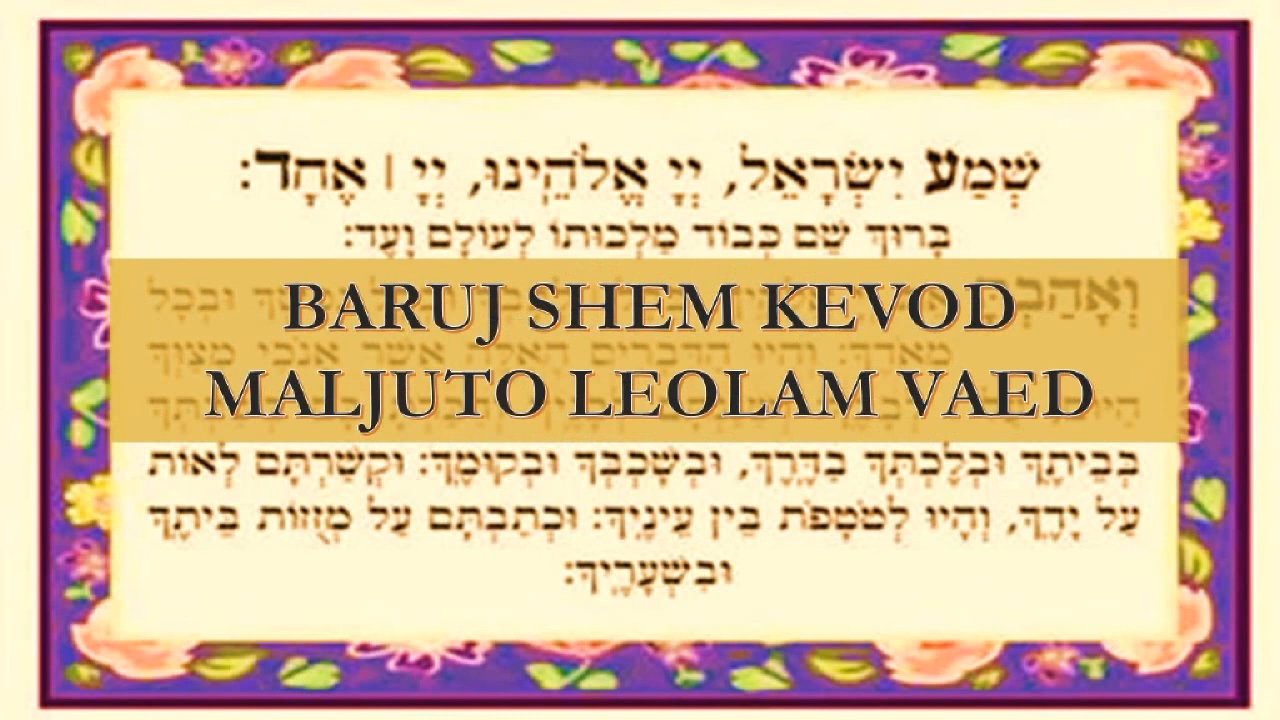 שְׁמַע יִשְׂרָאֵל, יְיָ אֱלֹהֵינוּ, יְיָ | אֶחָד:
בָּרוּךְ שֵׁם כְּבוֹד מַלְכוּתוֹ לְעוֹלָם וָעֶד:
BARUJ SHEM KEVOD
MALJUTO LEOLAM VAED
בְּבֵיתֶךָ וּבְלֶכְתְּךָ בַדֶּרֶךְ, וּבְשָׁכְבְּךָ וּבְקוּמֶךָ: וּקְשַׁרְתָּם לְאוֹת
עַל יָדֶךָ, וְהָיוּ לְטֹטָפֹת בֵּין עֵינֶיךָ: וּכְתַבְתָּם עַל מְזֻזוֹת בֵּיתֶךָ
וּבִשְׁעָרֶיךָ: